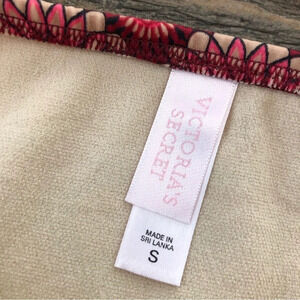 VICTORIA'S
SECRET
MADE IN
SRI LANKA
S